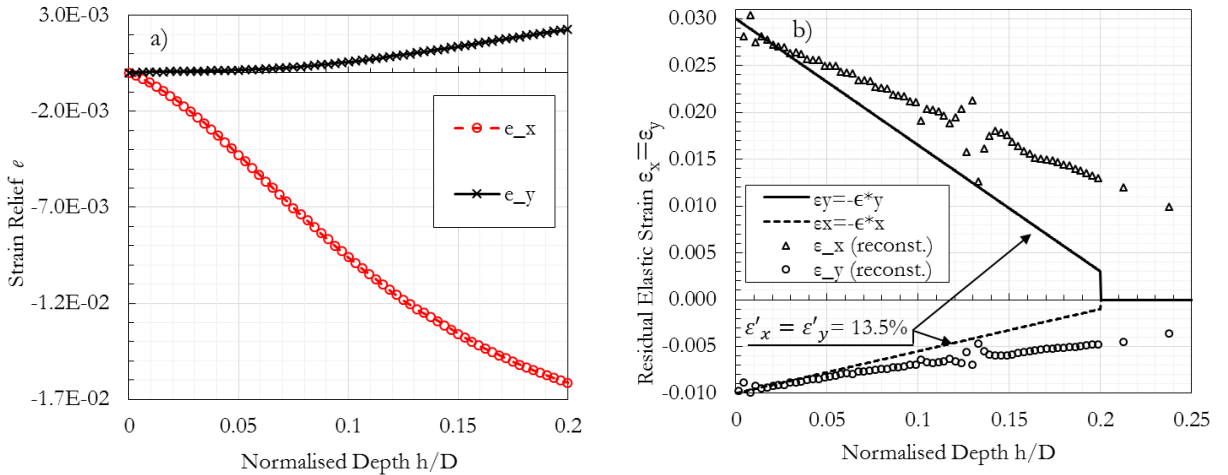 3.0E-03
-2.0E-03
-7.0E-03
-1.2E-02
-1.7E-02
Strain Relief e
a)
e_x
e_y
0
0.05
0.1
0.15
0.2
Normalised Depth h/D
0.030
0.025
0.020
0.015
0.010
0.005
0.000
-0.005
-0.010
Residual Elastic Strain ε_x=ε_y
b)
εy=-ϵ*y
εx=-ϵ*x
ε_x (reconst.)
ε_y (reconst.)
ε′x = ε′y = 13.5%
0
0.05
0.1
0.15
0.2
0.25
Normalised Depth h/D